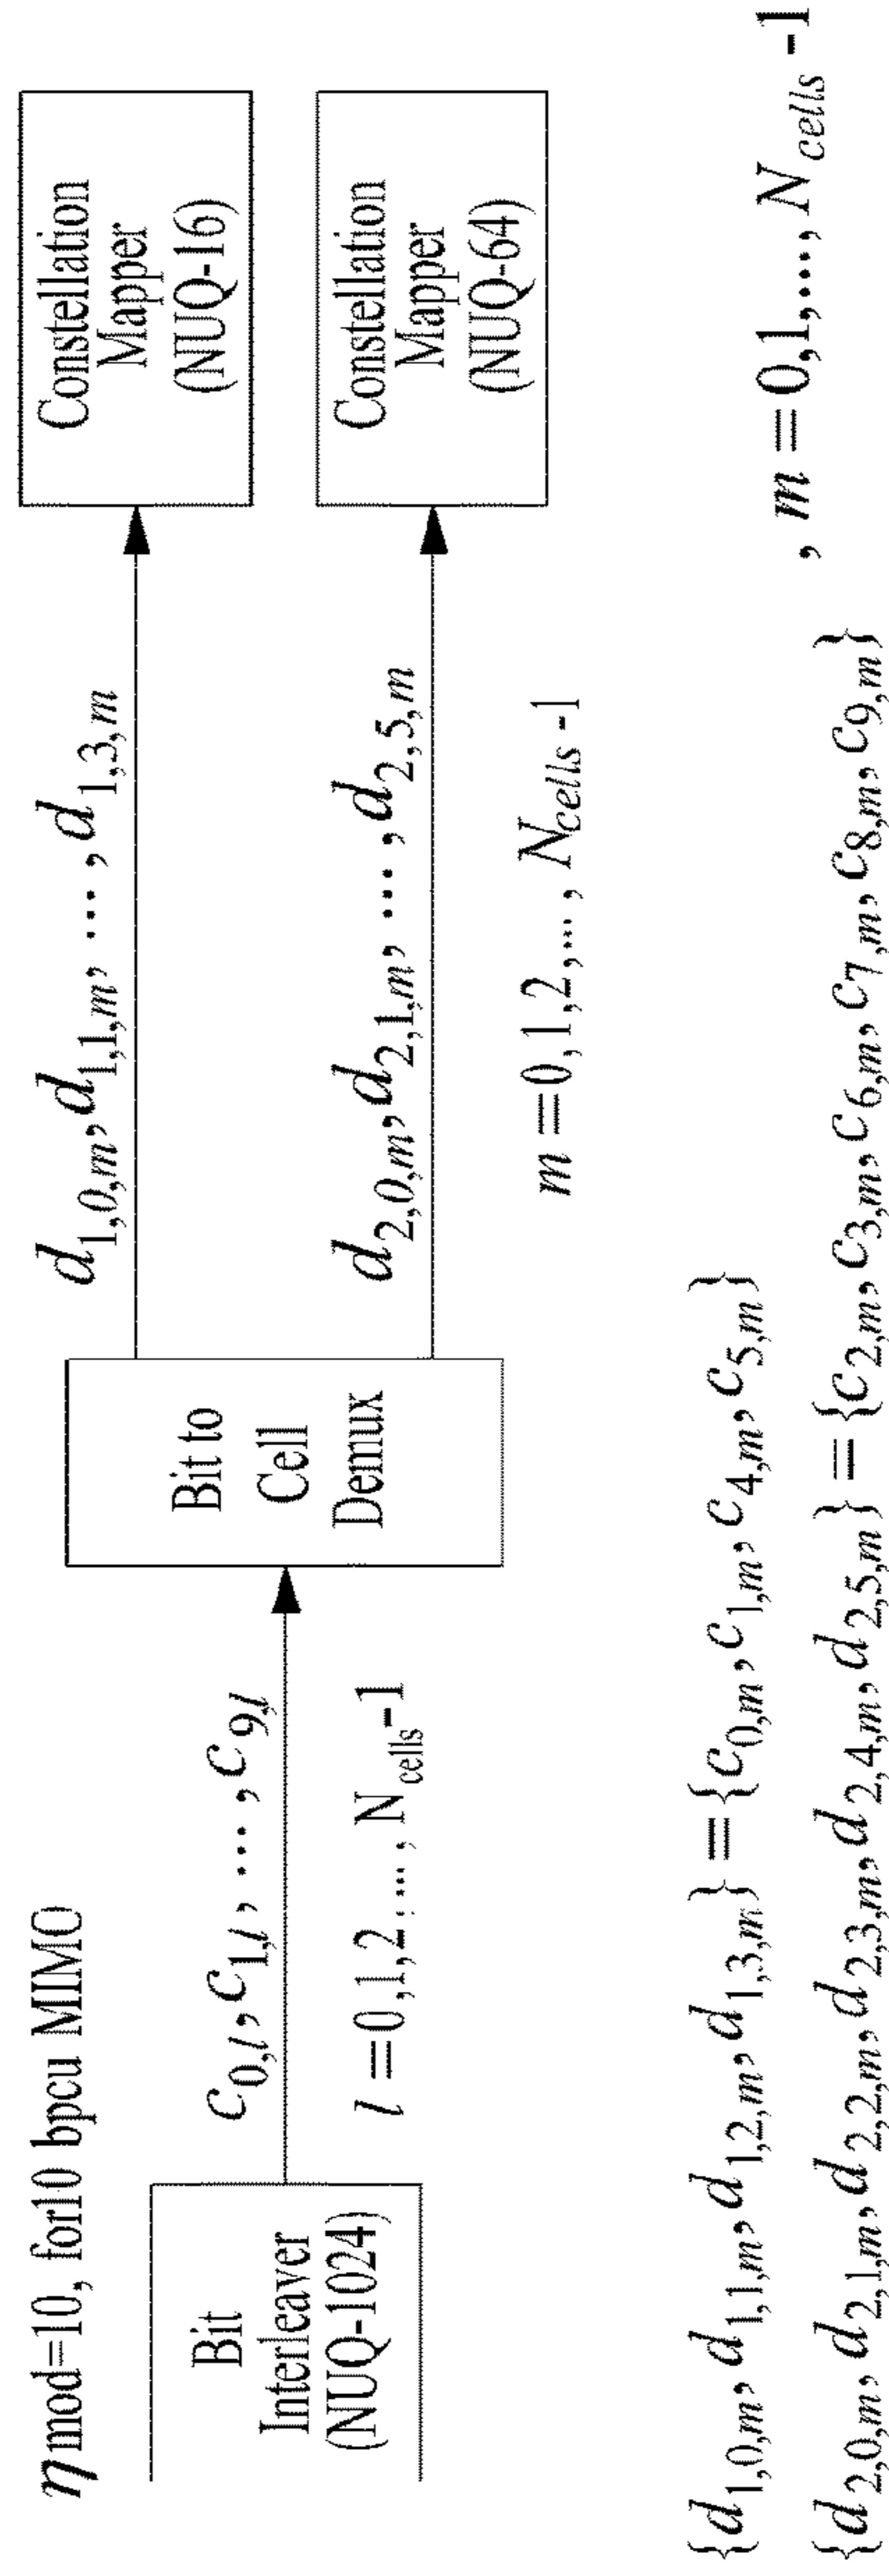 η mod=10, for10 bpcu MIMO
Bit
Interleaver
(NUQ-1024)
c0,l, c1,l, ..., c9,l
l =0,1,2,..., Ncells-1
Bit to
Cell
Demux
d1,0,m, d1,1,m, ..., d1,3,m
d2,0,m, d2,1,m, ..., d2,5,m
m =0,1,2,..., Ncells -1
Constellation
Mapper
(NUQ-16)
Constellation
Mapper
(NUQ-64)
{d1,0,m, d1,1,m, d1,2,m, d1,3,m} = {c0,m, c1,m, c4,m, c5,m}
{d2,0,m, d2,1,m, d2,2,m, d2,3,m, d2,4,m, d2,5,m} = {c2,m, c3,m, c6,m, c7,m, c8,m, c9,m}
, m =0,1,..., Ncells -1